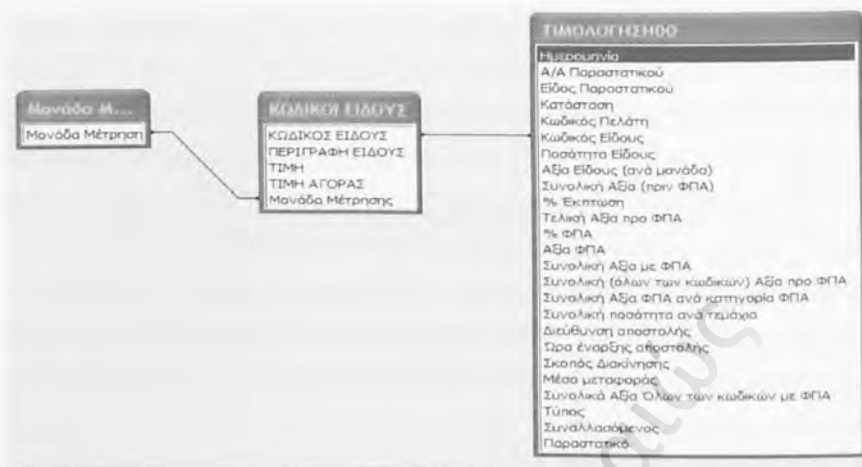 Μονάδα Μ...
Μονάδα Μέτρηση
ΚΩΔΙΚΟΙ ΕΙΔΟΥΣ
ΚΩΔΙΚΟΣ ΕΙΔΟΥΣ
ΠΕΡΙΓΡΑΦΗ ΕΙΔΟΥΣ
ΤΙΜΗ
ΤΙΜΗ ΑΓΟΡΑΣ
Μονάδα Μέτρησης
ΤΙΜΟΛΟΓΗΣΗ00
Ημερομηνία
Α/Α Παραστατικού
Είδος Παραστατικού
Κατάσταση
Κωδικός Πελάτη
Κωδικός Είδους
Ποσότητα Είδους
Αξία Είδους (ανά μονάδα)
Συνολική Αξία (πριν ΦΠΑ)
% Έκπτωση
Τελική Αξία προ ΦΠΑ
% ΦΠΑ
Αξία ΦΠΑ
Συνολική Αξία με ΦΠΑ
Συνολική (όλων των κωδικων) Αξία προ ΦΠΑ
Συνολική Αξία ΦΠΑ ανά κατηγορία ΦΠΑ
Συνολική ποσότητα ανά τεμάχια
Διεύθυνση αποστολής
Ώρα έναρξης αποστολής
Σκοπός Διακίνησης
Μέσα μεταφοράς
Συνολικά Αξία Όλων των κωδικών με ΦΠΑ
Τύπος
Συναλλασόμενος
Παραστατικό